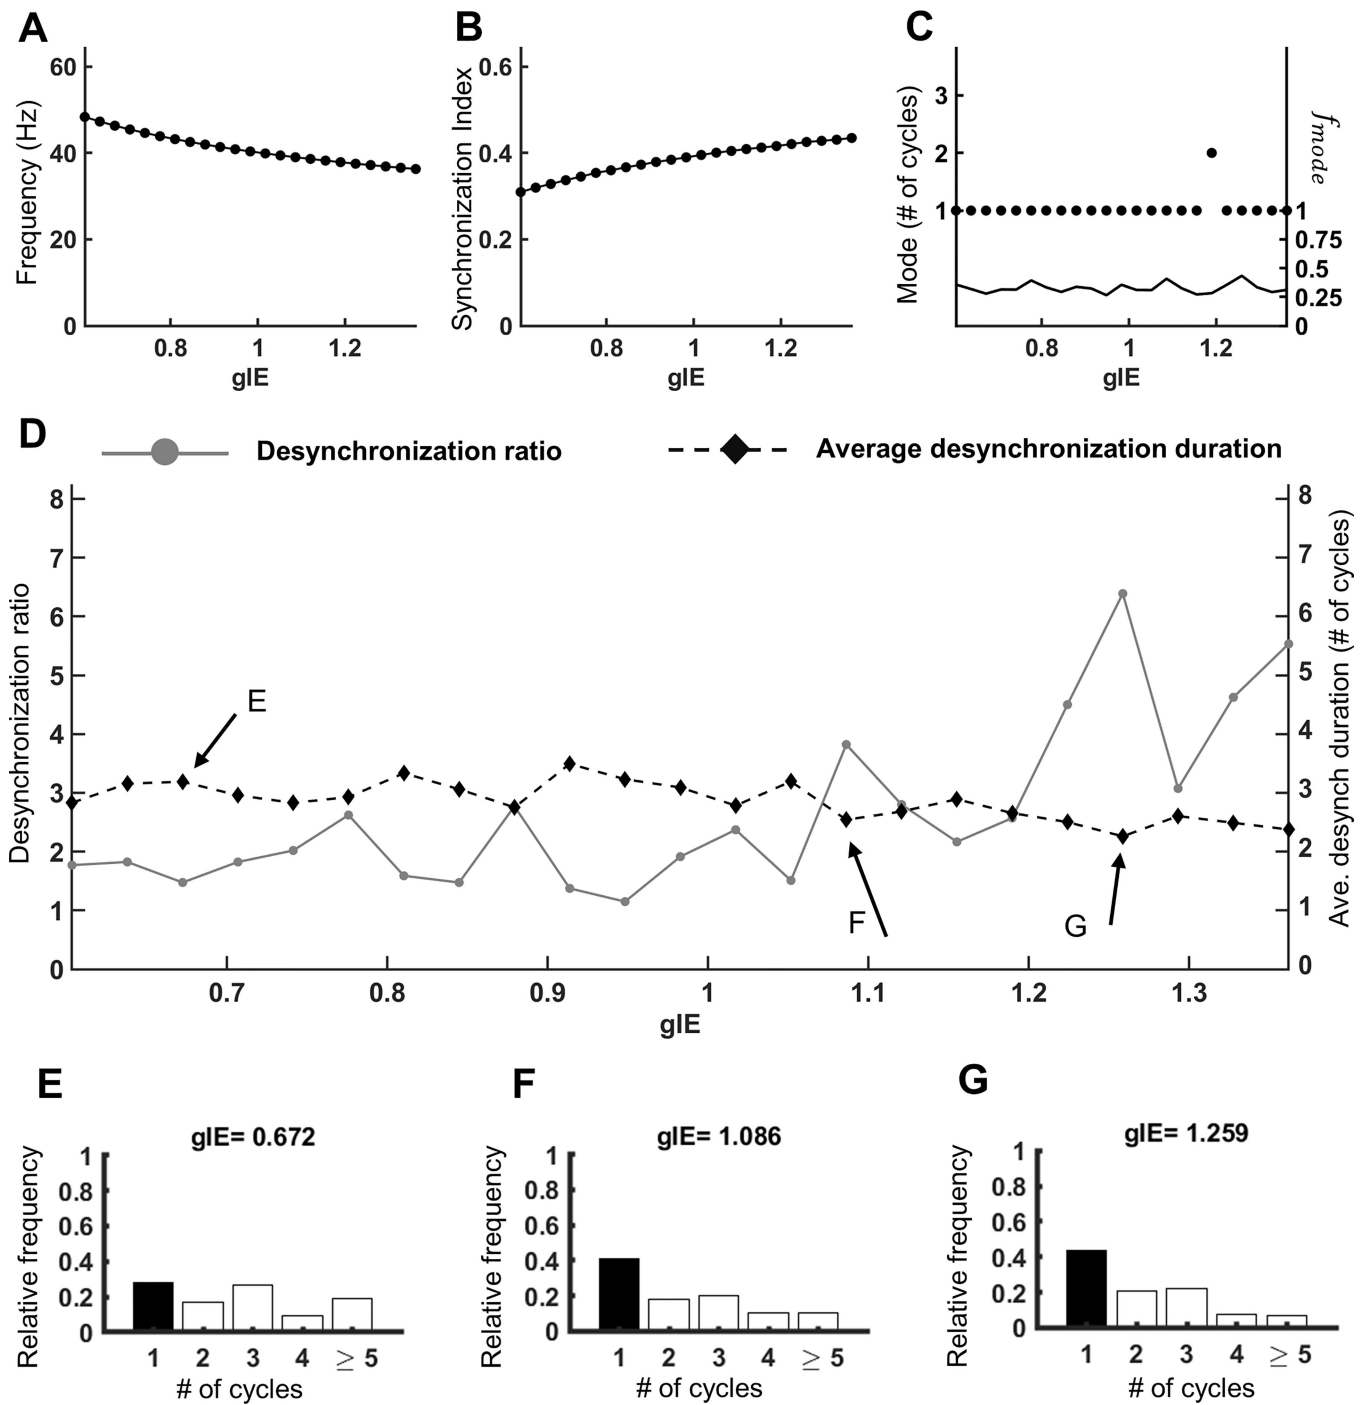 A
Frequency (Hz)
60
40
20
0
0.8 1 1.2
gIE
B
Synchronization Index
0.6
0.4
0.2
0
0.8 1 1.2
gIE
C
Mode (# of cycles)
3
2
1
f_mode
1
0.75
0.5
0.25
0
0.8 1 1.2
gIE
D
Desynchronization ratio
Average desynchronization duration
Desynchronization ratio
8
7
6
5
4
3
2
1
0
E
F
G
8
7
6
5
4
3
2
1
0
Ave. desynch duration (# of cycles)
0.7 0.8 0.9 1 1.1 1.2 1.3
gIE
E
gIE= 0.672
Relative frequency
1
0.8
0.6
0.4
0.2
0
1 2 3 4 ≥ 5
# of cycles
F
gIE= 1.086
Relative frequency
1
0.8
0.6
0.4
0.2
0
1 2 3 4 ≥ 5
# of cycles
G
gIE= 1.259
Relative frequency
1
0.8
0.6
0.4
0.2
0
1 2 3 4 ≥ 5
# of cycles